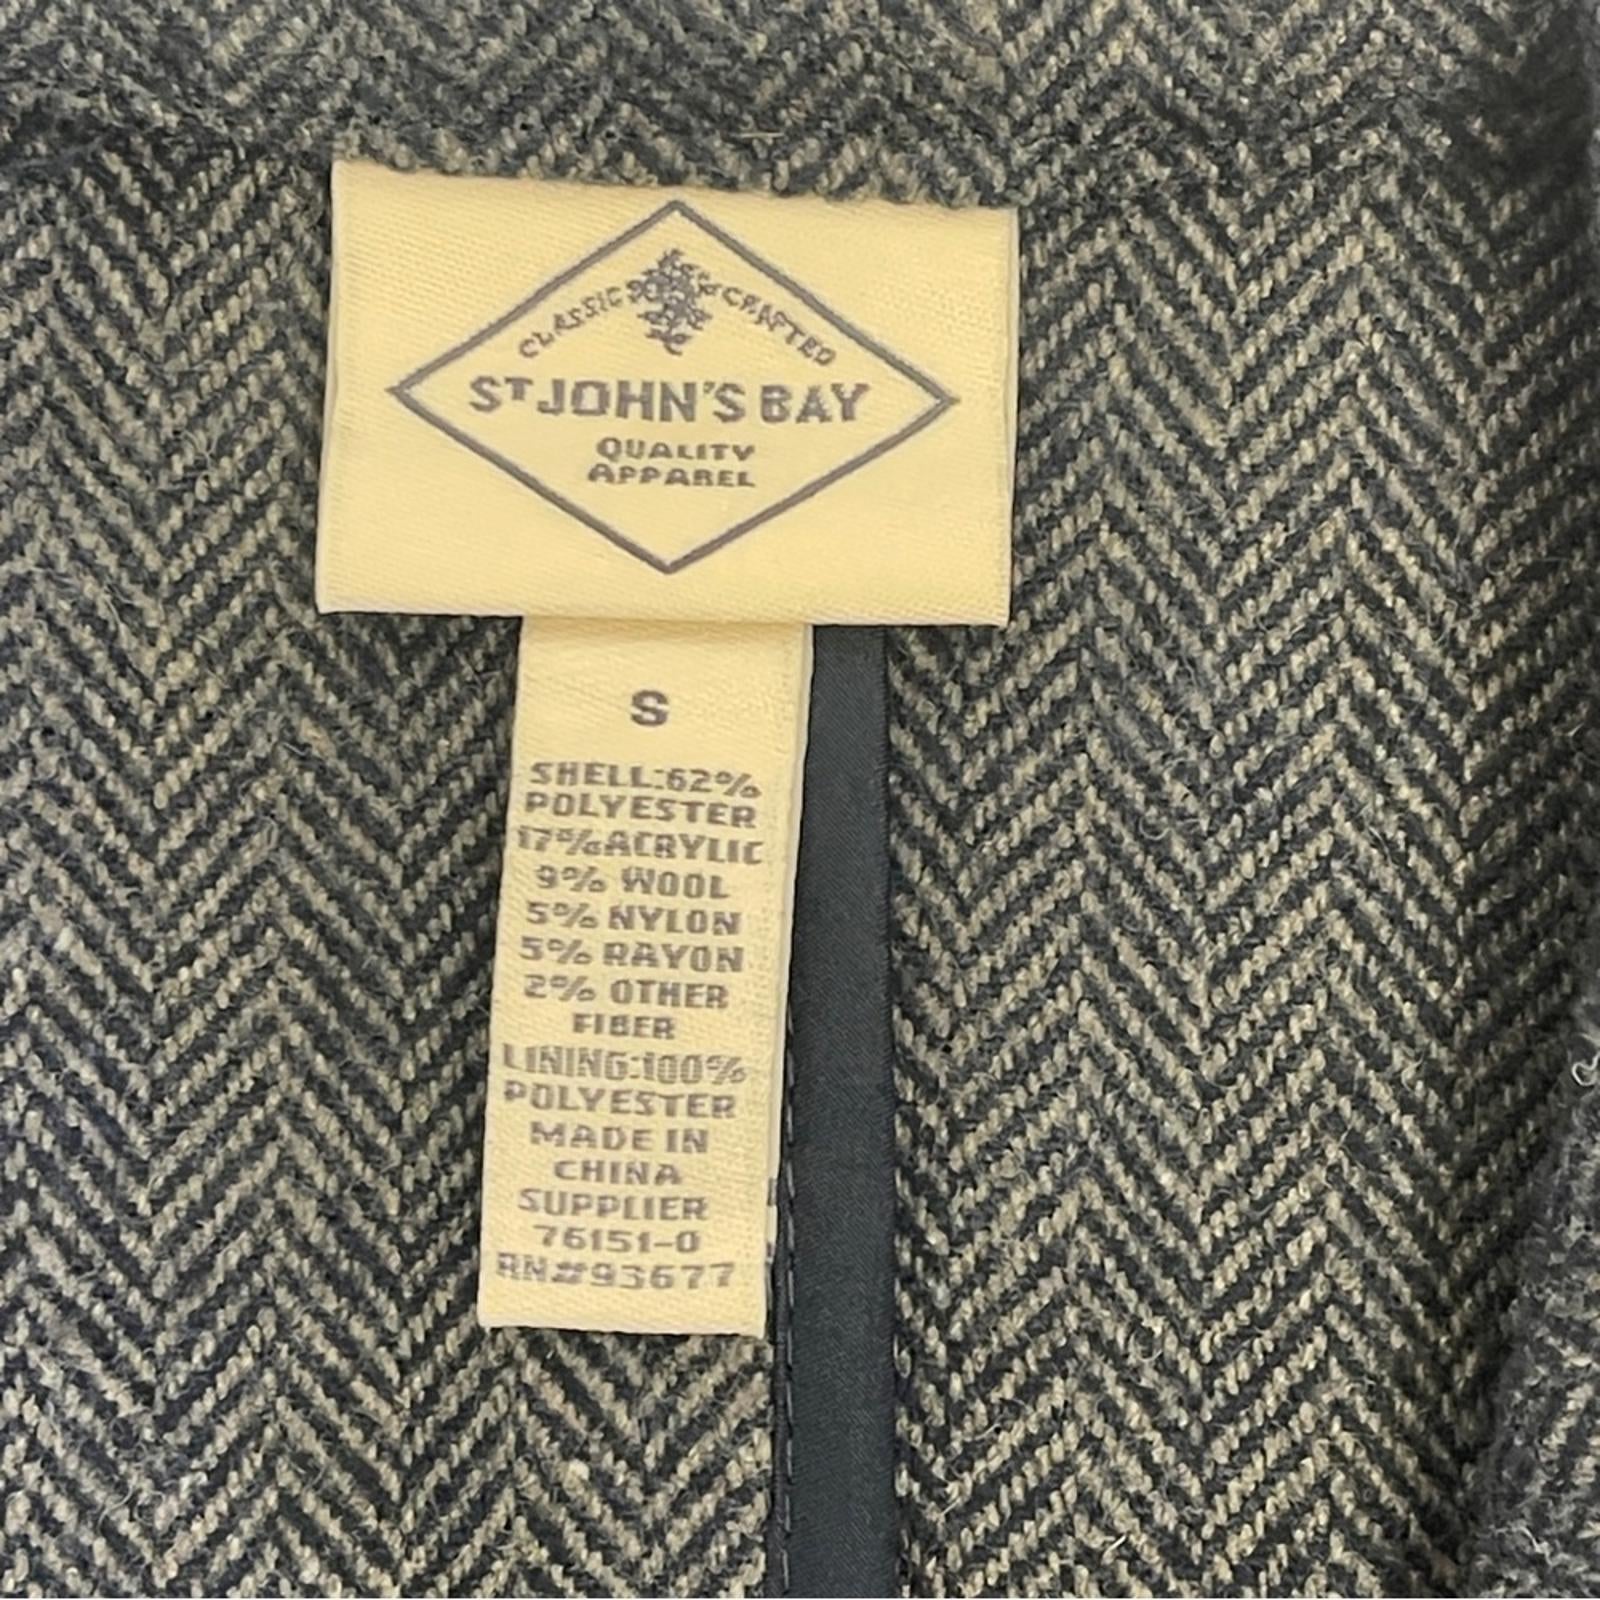 CLASSIC CRAFTED
ST JOHN'S BAY
QUALITY
APPAREL
S
SHELL:62%
POLYESTER
17%ACRYLIC
9% WOOL
5% NYLON
5% RAYON
2% OTHER
FIBER
LINING:100%
POLYESTER
MADE IN
CHINA
SUPPLIER
76151-0
RN#93677